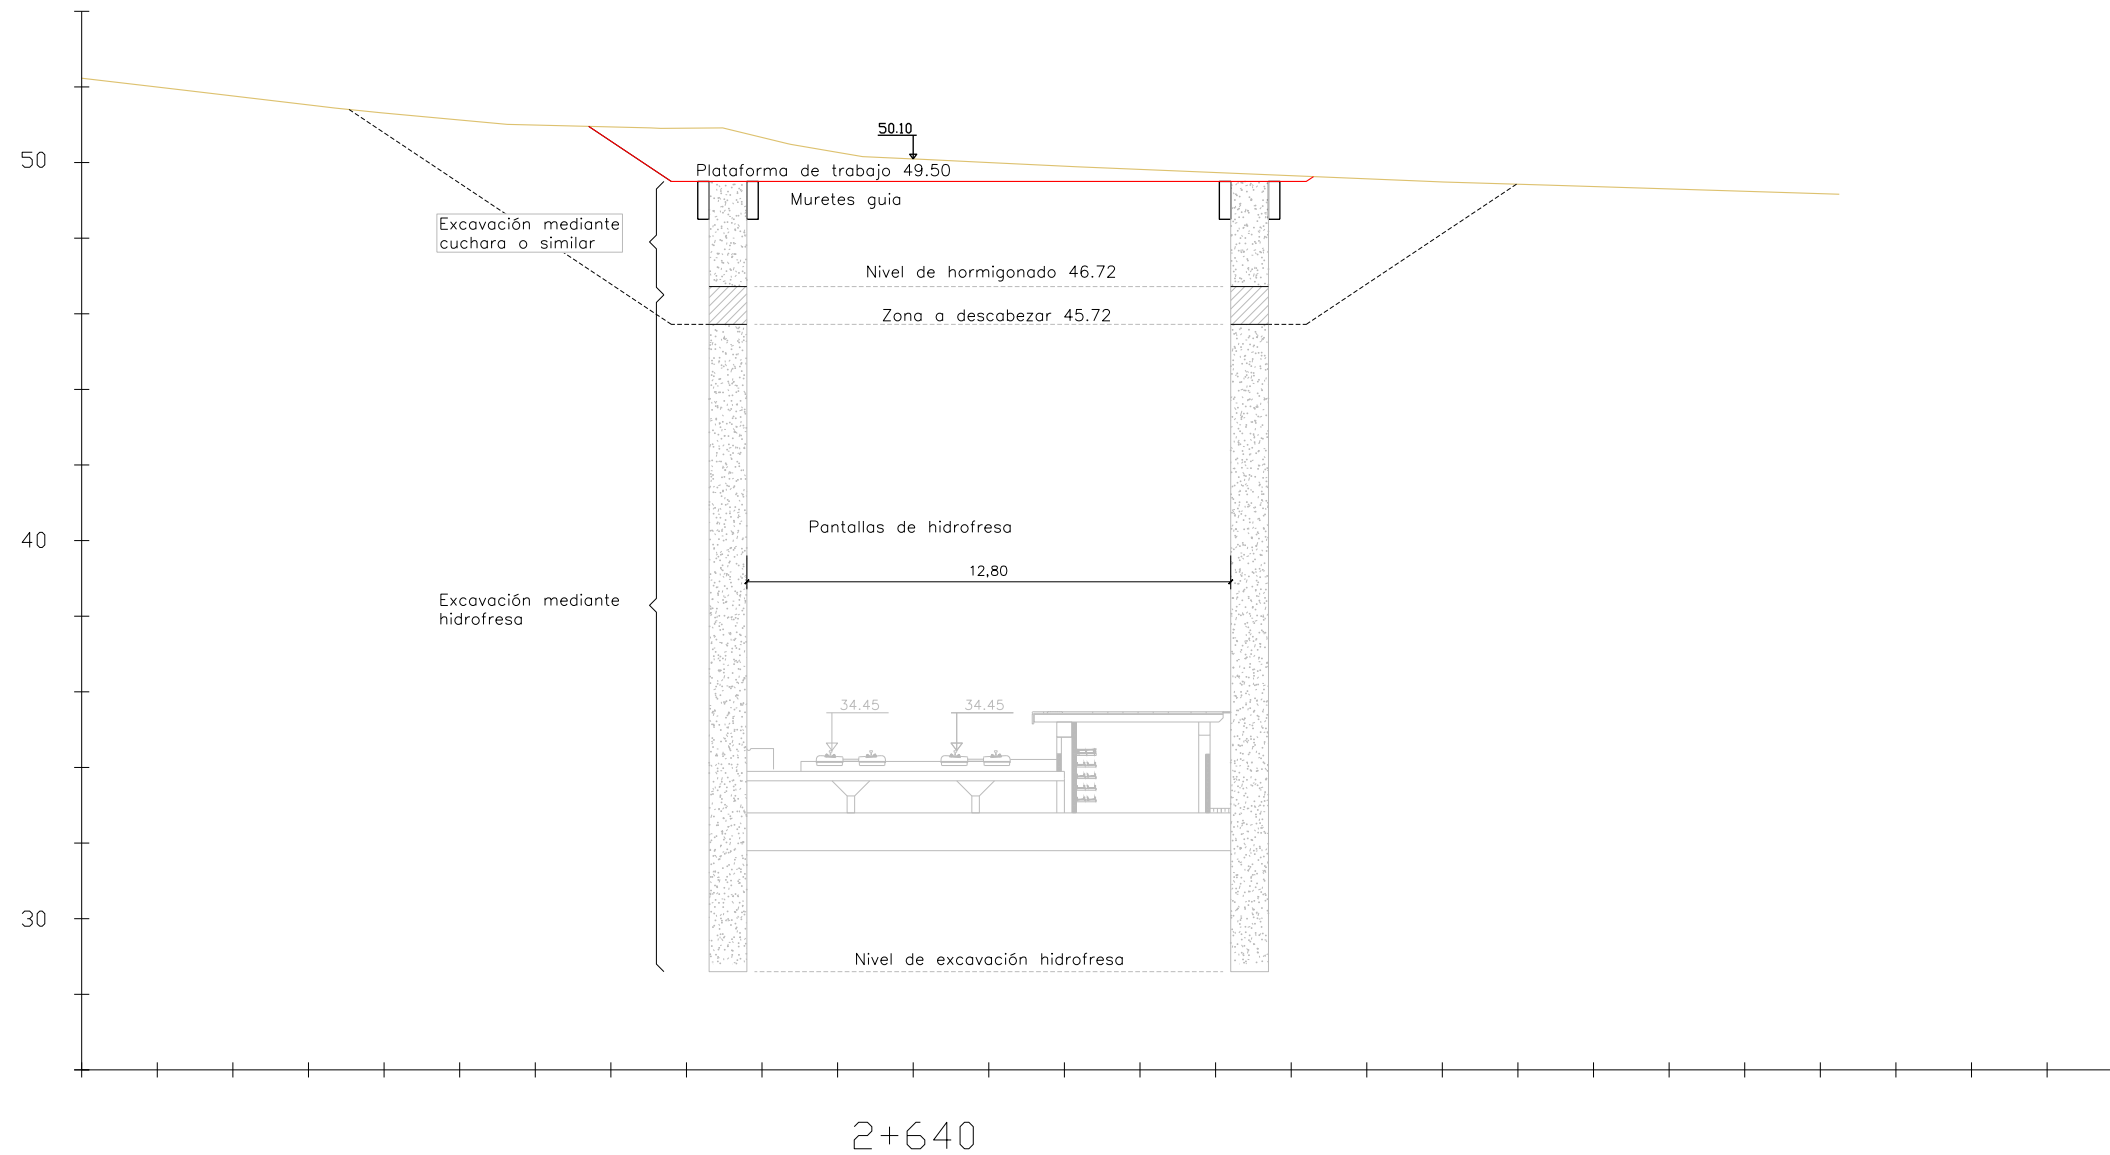 50.10
50
Plataforma de trabajo 49.50
Muretes guia
Excavación mediante
cuchara o similar
Nivel de hormigonado 46.72
Zona a descabezar 45.72
Pantallas de hidrofresa
40
12,80
Excavación mediante
hidrofresa
34.45 34.45
30
Nivel de excavación hidrofresa
2+640